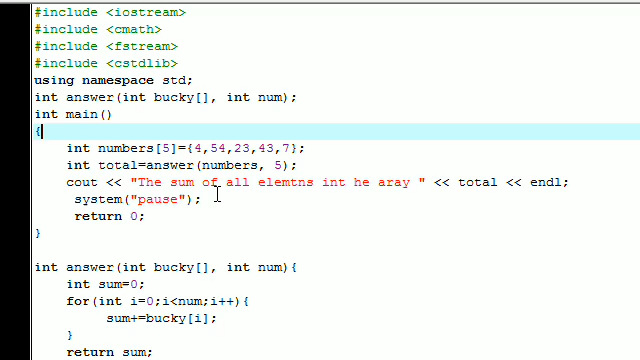 #include <iostream>
#include <cmath>
#include <fstream>
#include <cstdlib>
using namespace std;
int answer(int bucky[], int num);
int main()
{
int numbers[5]={4,54,23,43,7};
int total=answer(numbers, 5);
cout << "The sum of all elemtns int he aray " << total << endl;
system("pause");
return 0;
}
int answer(int bucky[], int num){
int sum=0;
for(int i=0;i<num;i++){
sum+=bucky[i];
}
return sum;